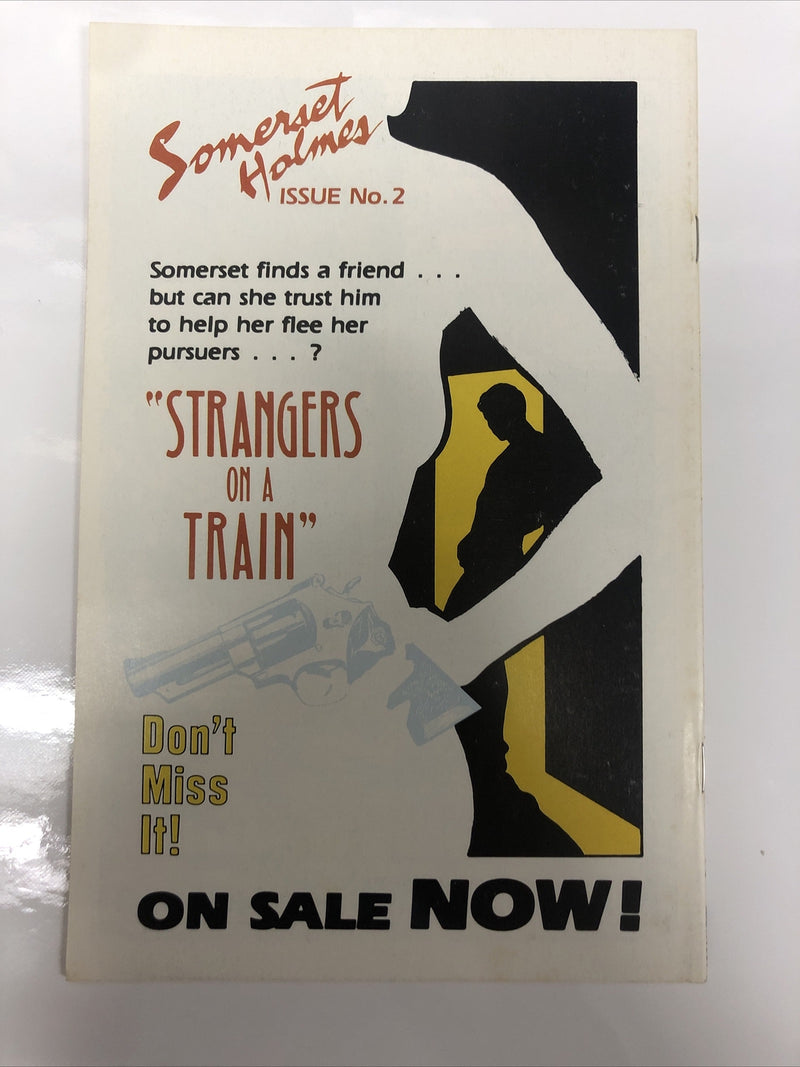 Somerset
Holmes
ISSUE No. 2
Somerset finds a friend . . .
but can she trust him
to help her flee her
pursuers . . . ?
"STRANGERS
ON A
TRAIN"
Don't
Miss
It!
ON SALE NOW!